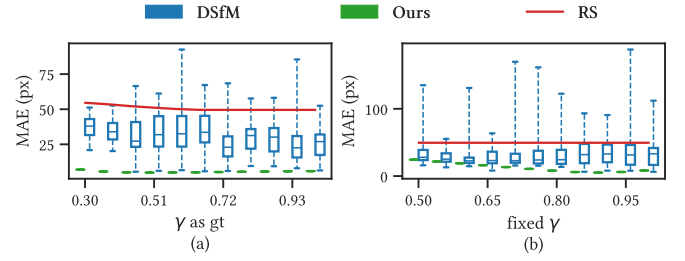 DSfM Ours RS
MAE (px)
75
50
25
0.30 0.51 0.72 0.93
γ as gt
(a)
MAE (px)
100
0
0.50 0.65 0.80 0.95
fixed γ
(b)